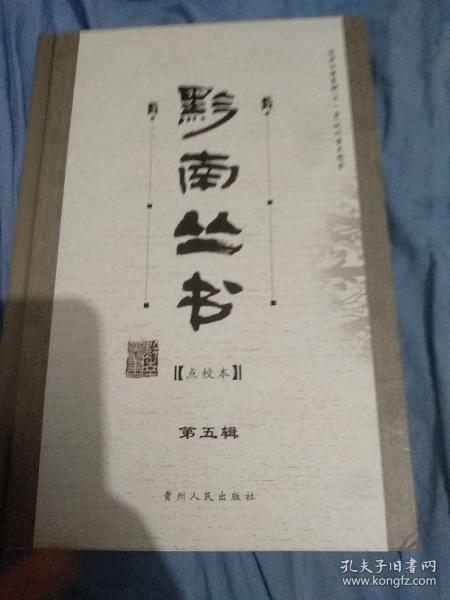 黔南丛书
【点校本】
第五辑
贵州人民出版社
孔夫子旧书网
www.kongfz.com